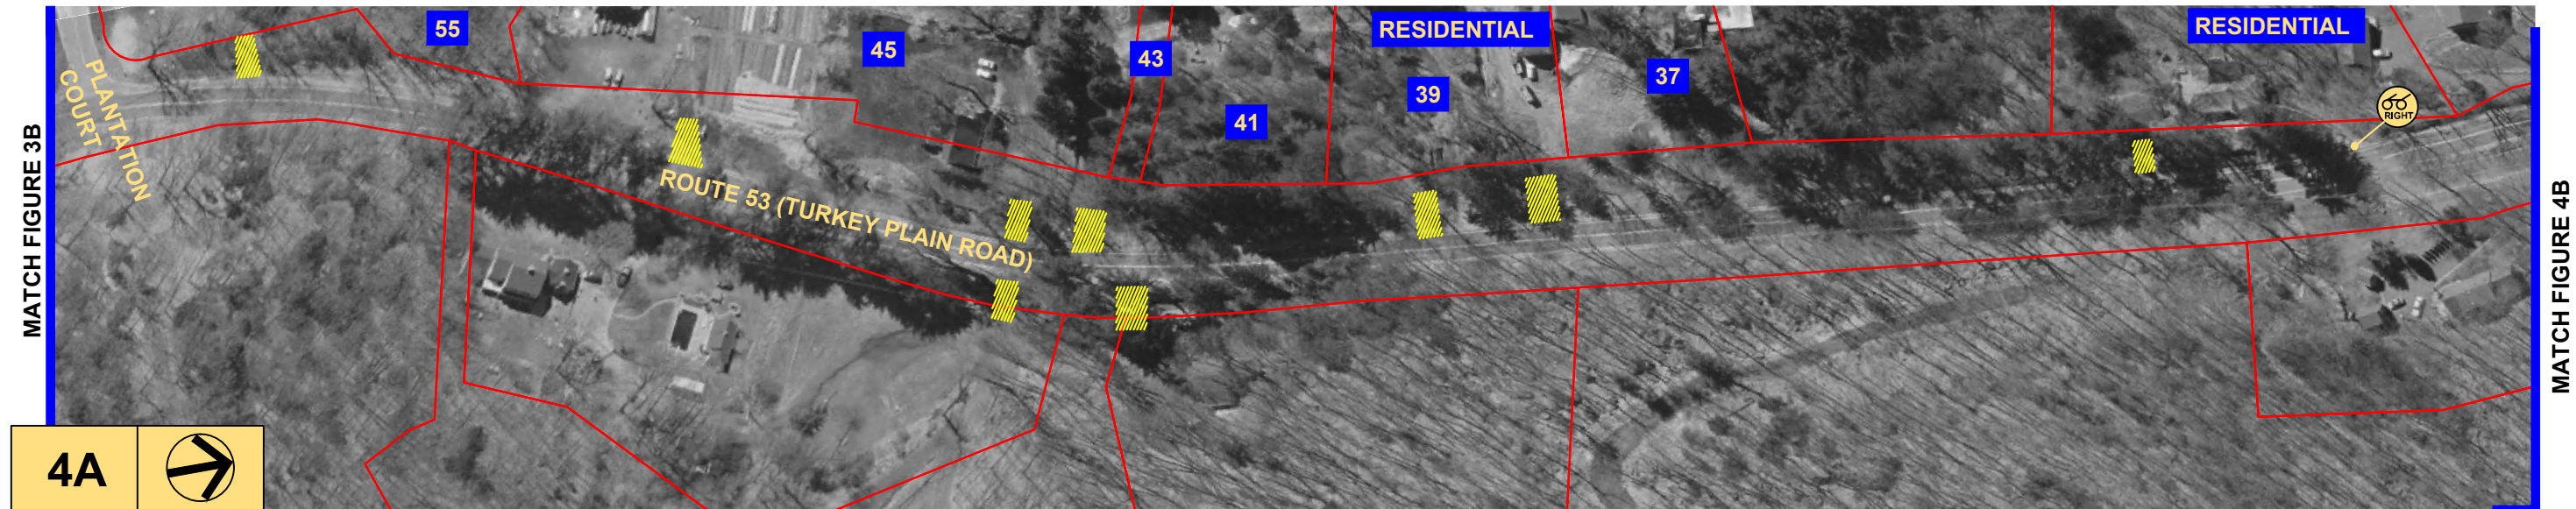 55
RESIDENTIAL
RESIDENTIAL
45
43
37
39
RIGHT
41
PLANTATION
COURT
ROUTE 53 (TURKEY PLAIN ROAD)
MATCH FIGURE 3B
MATCH FIGURE 4B
4A